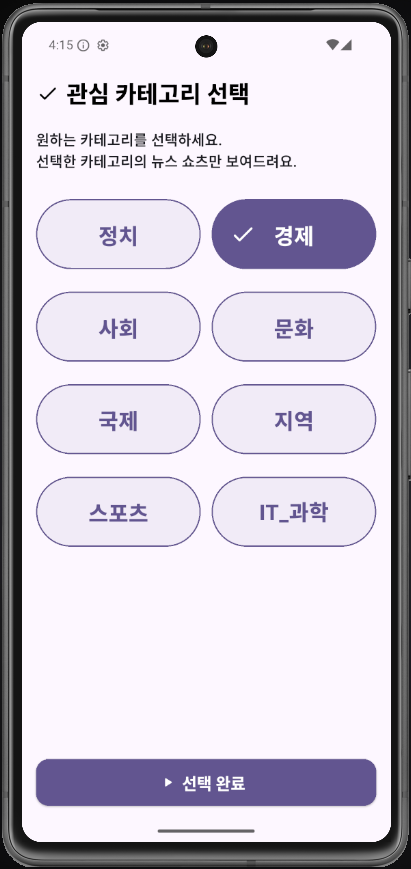 4:15
관심 카테고리 선택
원하는 카테고리를 선택하세요.
선택한 카테고리의 뉴스 쇼츠만 보여드려요.
정치
경제
사회
문화
국제
지역
스포츠
IT_과학
선택 완료